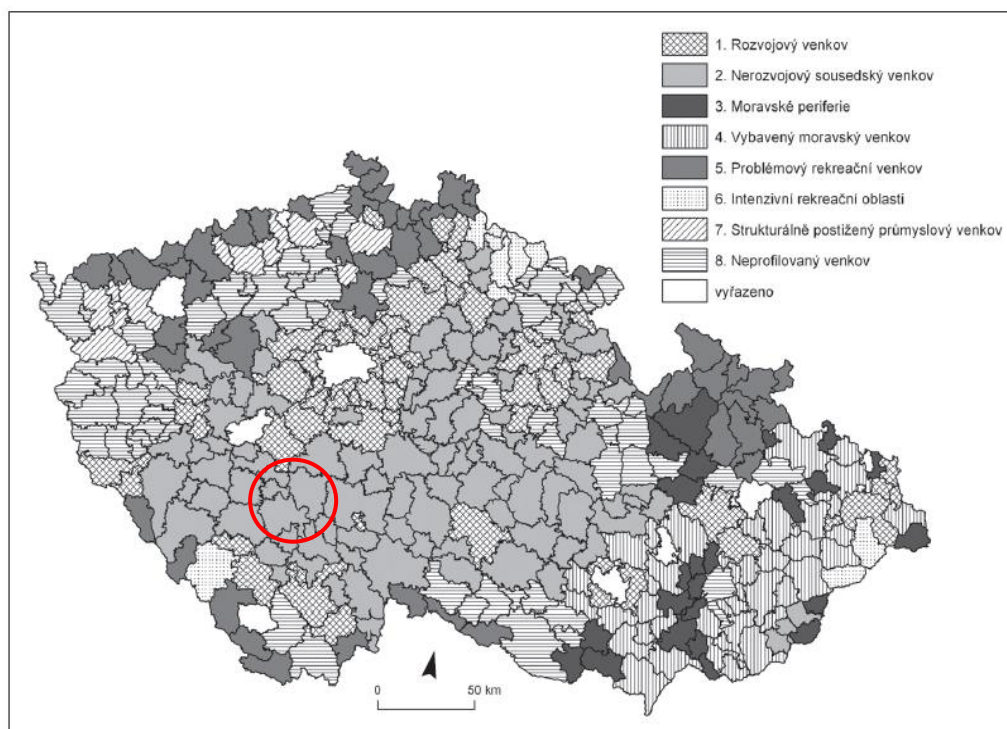 1. Rozvojový venkov
2. Nerozvojový sousedský venkov
3. Moravské periferie
4. Vybavený moravský venkov
5. Problémový rekreační venkov
6. Intenzivní rekreační oblasti
7. Strukturálně postižený průmyslový venkov
8. Neprofilovaný venkov
vyřazeno
0 50 km